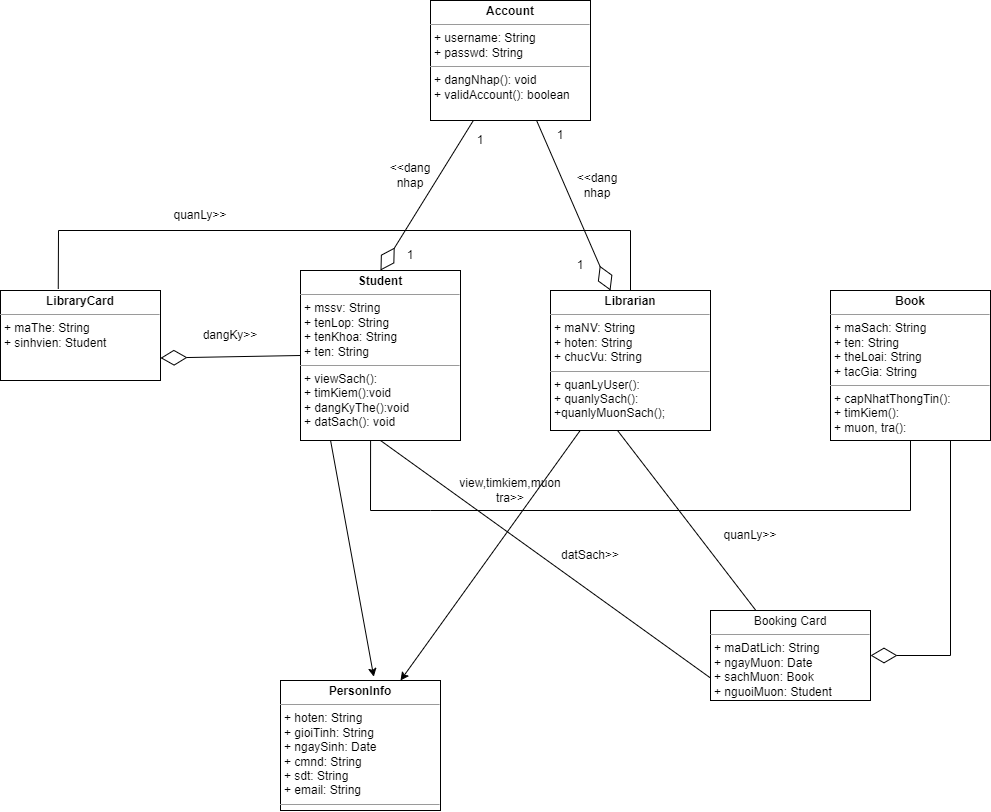 Account
+ username: String
+ passwd: String
+ dangNhap(): void
+ validAccount(): boolean
1
1
<<dang
nhap
<<dang
nhap
quanLy>>
1
1
LibraryCard
+ maThe: String
+ sinhvien: Student
dangKy>>
Student
+ mssv: String
+ tenLop: String
+ tenKhoa: String
+ ten: String
+ viewSach():
+ timKiem():void
+ dangKyThe():void
+ datSach(): void
Librarian
+ maNV: String
+ hoten: String
+ chucVu: String
+ quanLyUser():
+ quanlySach():
+quanlyMuonSach();
Book
+ maSach: String
+ ten: String
+ theLoai: String
+ tacGia: String
+ capNhatThongTin():
+ timKiem():
+ muon, tra():
view,timkiem,muon
tra>>
datSach>>
quanLy>>
Booking Card
+ maDatLich: String
+ ngayMuon: Date
+ sachMuon: Book
+ nguoiMuon: Student
PersonInfo
+ hoten: String
+ gioiTinh: String
+ ngaySinh: Date
+ cmnd: String
+ sdt: String
+ email: String